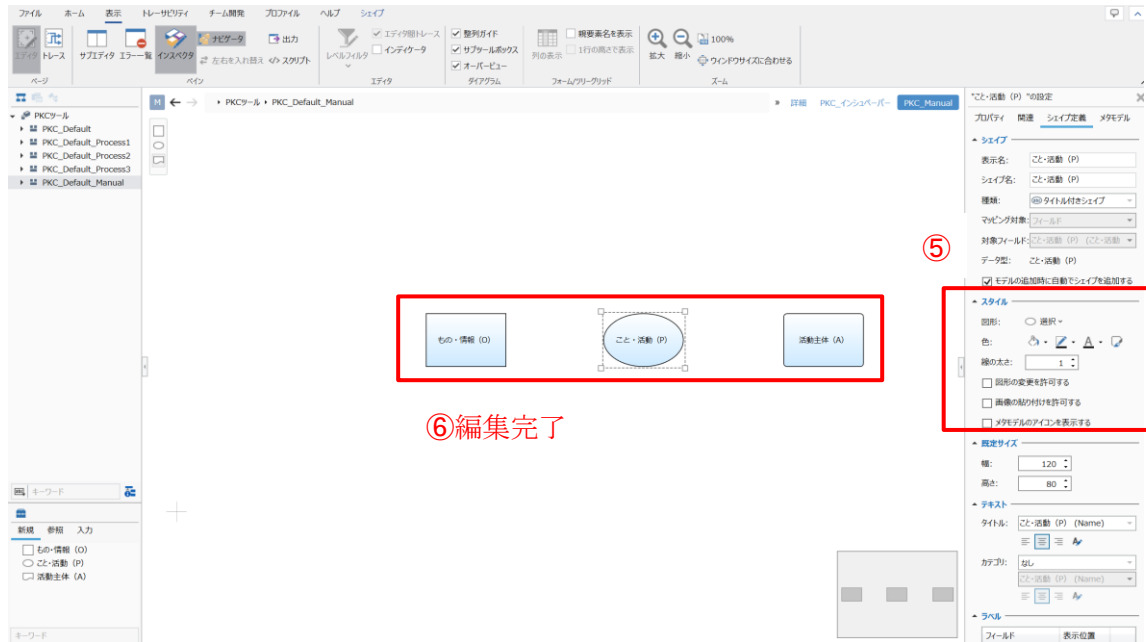 ファイル ホーム 表示 トレーサビリティ チーム開発 プロファイル ヘルプ シェイプ
エディタ トレース サブエディタ エラー一覧 インスペクタ ナビゲータ 出力
左右を入れ替え スクリプト
レベルフィルタ エディタ間トレース インディケータ
整列ガイド サブツールボックス オーバービュー
列の表示 親要素名を表示 1行の高さで表示
拡大 縮小 100% ウィンドウサイズに合わせる
ページ ペイン エディタ ダイアグラム フォーム/ツリーグリッド ズーム
PKCツール
PKC_Default
PKC_Default_Process1
PKC_Default_Process2
PKC_Default_Process3
PKC_Default_Manual
キーワード
新規 参照 入力
もの・情報 (O)
こと・活動 (P)
活動主体 (A)
キーワード
M PKCツール PKC_Default_Manual
詳細 PKC_インシュペーパー PKC_Manual
もの・情報 (O) こと・活動 (P) 活動主体 (A)
⑥編集完了
⑤
"こと・活動 (P) "の設定
プロパティ 関連 シェイプ定義 メタモデル
シェイプ
表示名: こと・活動 (P)
シェイプ名: こと・活動 (P)
種類: タイトル付きシェイプ
マッピング対象: フィールド
対象フィールド: こと・活動 (P) (こと・活動
データ型: こと・活動 (P)
モデルの追加時に自動でシェイプを追加する
スタイル
図形: 選択
色: A
線の太さ: 1
図形の変更を許可する
画像の貼り付けを許可する
メタモデルのアイコンを表示する
既定サイズ
幅: 120
高さ: 80
テキスト
タイトル: こと・活動 (P) (Name)
カテゴリ: なし
こと・活動 (P) (Name)
ラベル
フィールド 表示位置